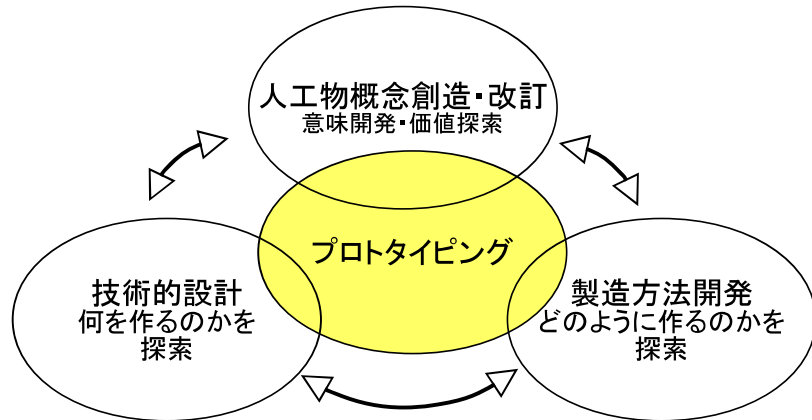 人工物概念創造・改訂
意味開発・価値探索
プロトタイピング
技術的設計
何を作るのかを
探索
製造方法開発
どのように作るのかを
探索